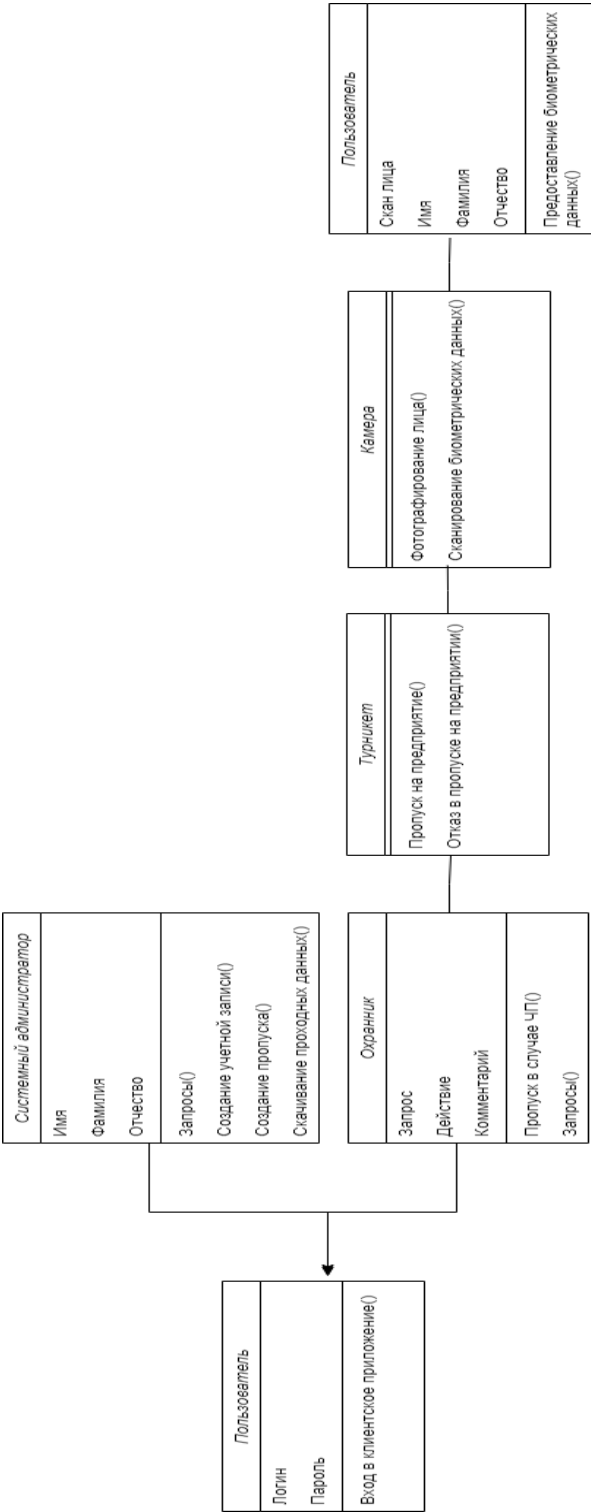 Пользователь
Логин
Пароль
Вход в клиентское приложение()
Системный администратор
Имя
Фамилия
Отчество
Запросы()
Создание учетной записи()
Создание пропуска()
Скачивание проходных данных()
Охранник
Запрос
Действие
Комментарий
Пропуск в случае ЧП()
Запросы()
Турникет
Пропуск на предприятие()
Отказ в пропуске на предприятии()
Камера
Фотографирование лица()
Сканирование биометрических данных()
Пользователь
Скан лица
Имя
Фамилия
Отчество
Предоставление биометрических
данных()